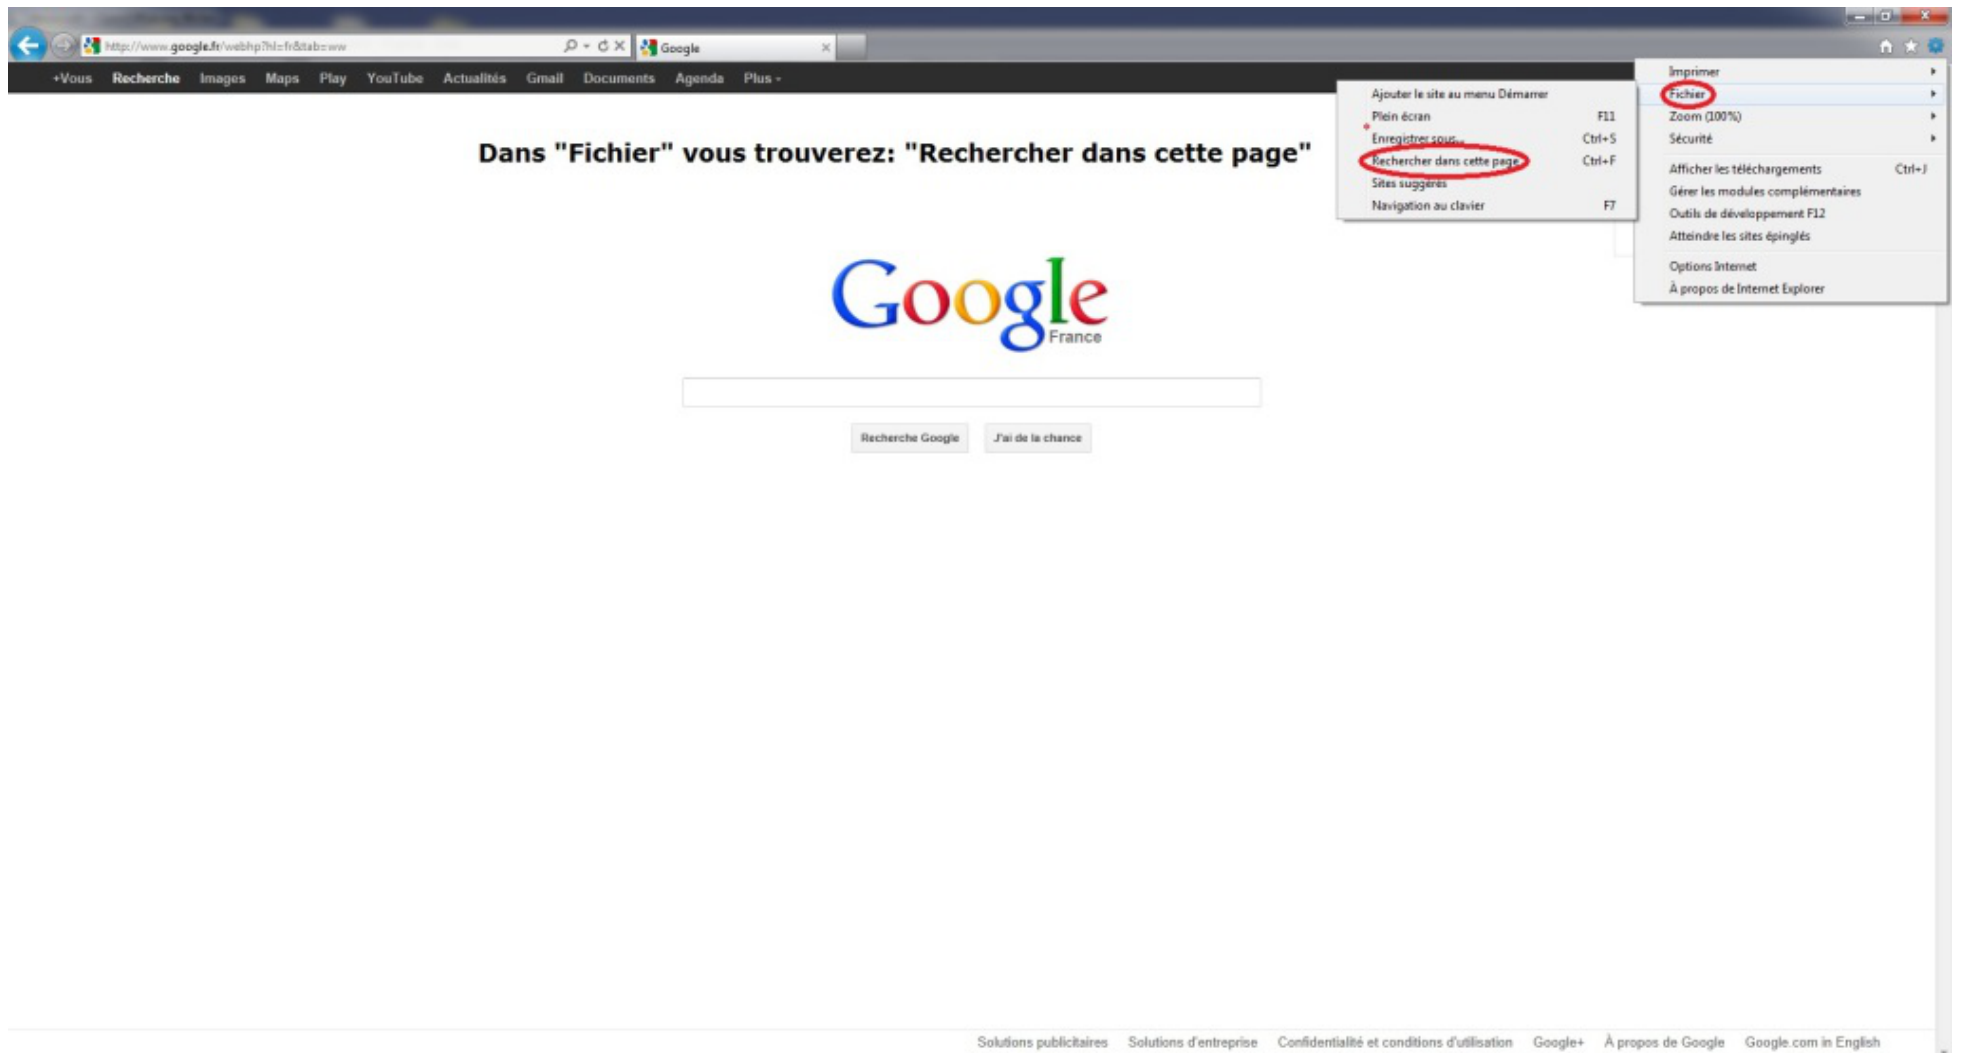 http://www.google.fr/webhp?hl=fr&tab=ww
Google
+Vous Recherche Images Maps Play YouTube Actualités Gmail Documents Agenda Plus
Imprimer
Fichier
Zoom (100%)
Sécurité
Afficher les téléchargements Ctrl+J
Gérer les modules complémentaires
Outils de développement F12
Atteindre les sites épinglés
Options Internet
À propos de Internet Explorer
Ajouter le site au menu Démarrer
Plein écran F11
Enregistrer sous... Ctrl+S
Rechercher dans cette page... Ctrl+F
Sites suggérés
Navigation au clavier F7
Dans "Fichier" vous trouverez: "Rechercher dans cette page"
Google
France
Recherche Google J'ai de la chance
Solutions publicitaires Solutions d'entreprise Confidentialité et conditions d'utilisation Google+ À propos de Google Google.com in English